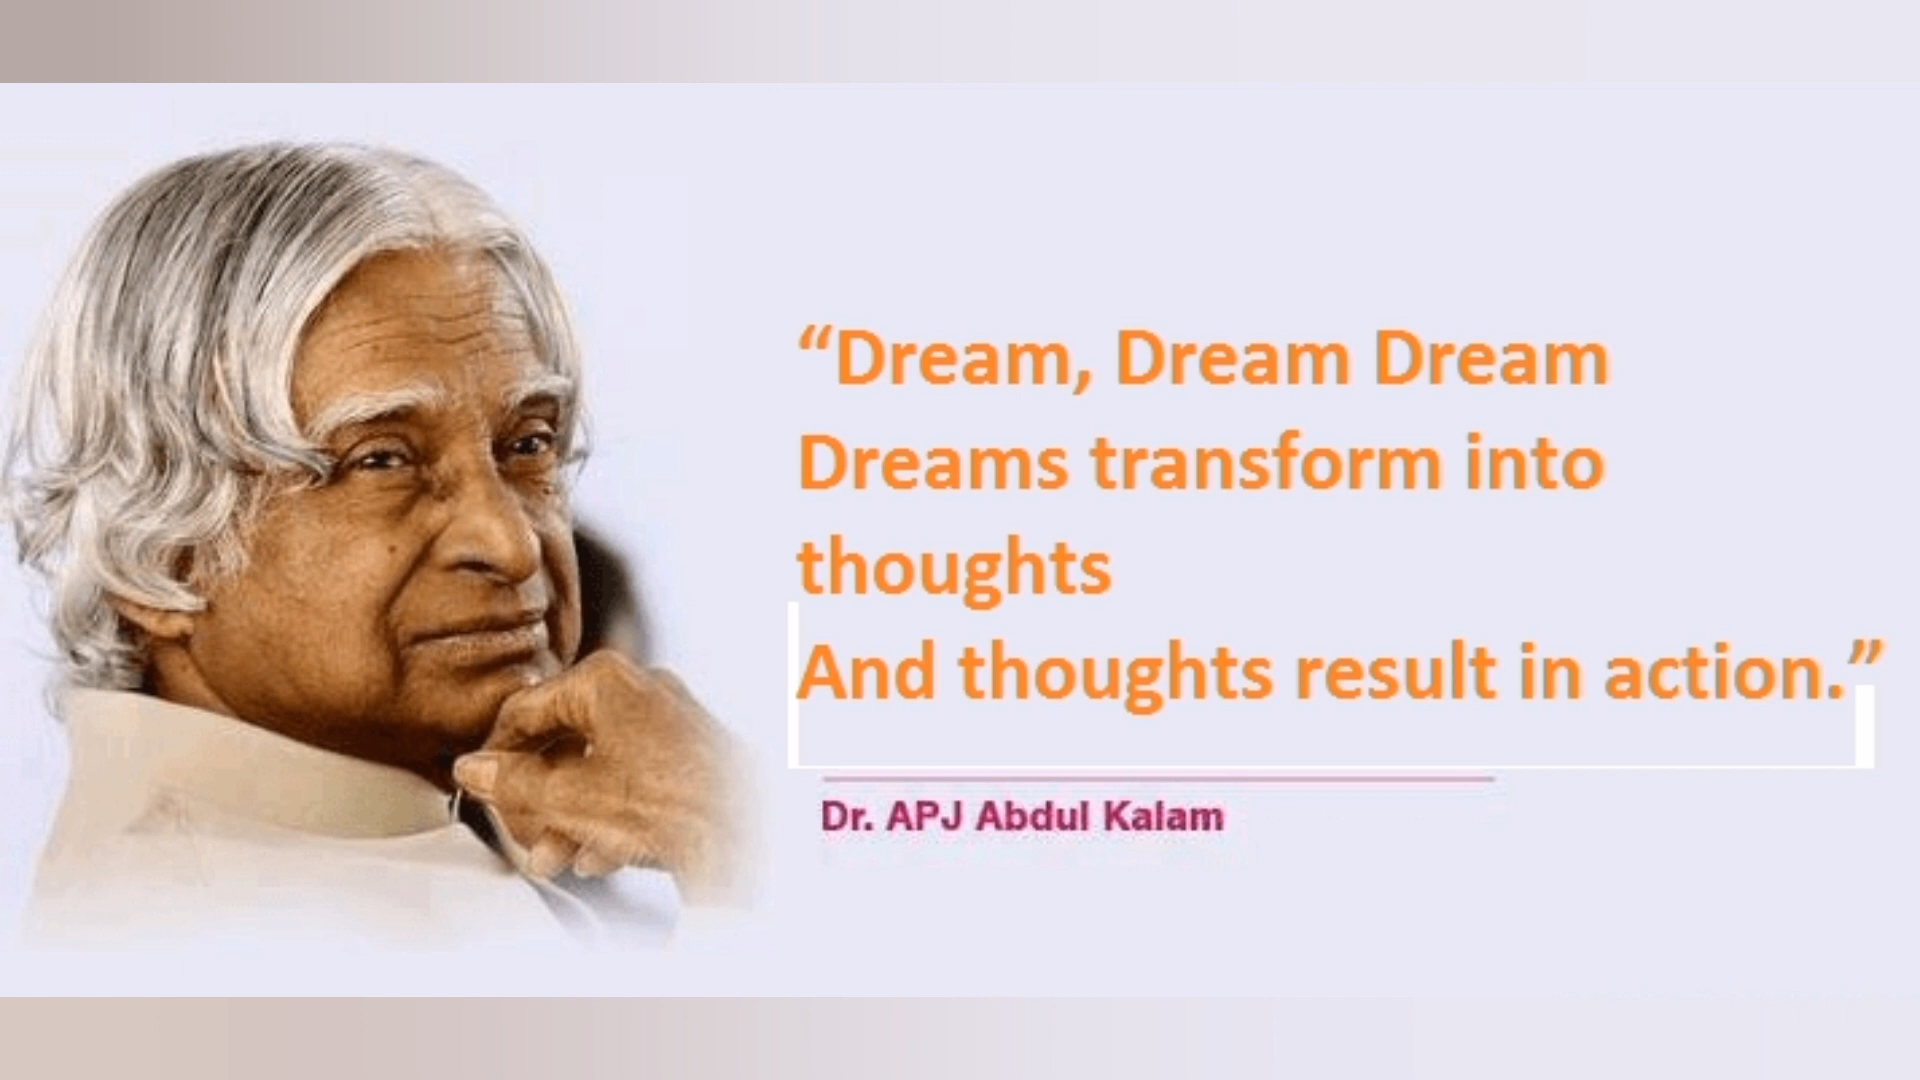 “Dream, Dream Dream
Dreams transform into
thoughts
And thoughts result in action.”
Dr. APJ Abdul Kalam